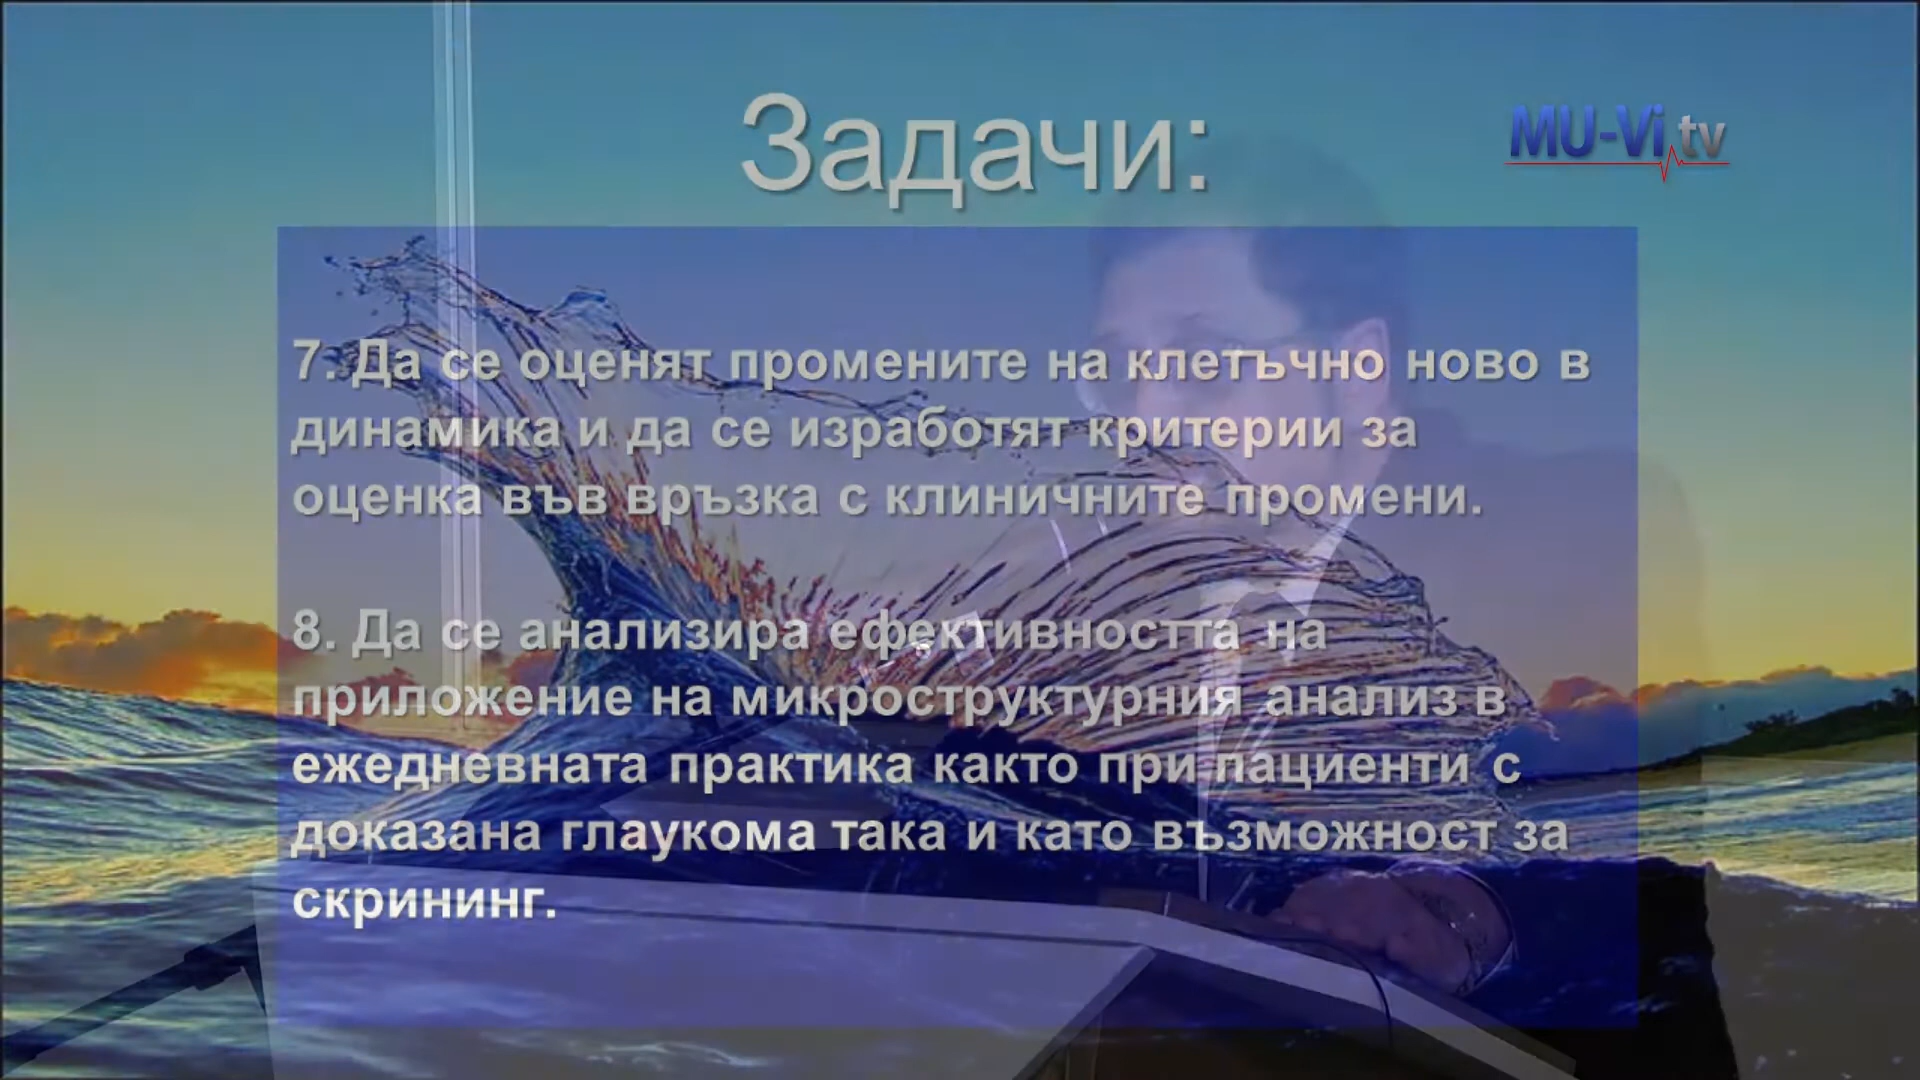 Задачи:
MU-Vi.tv
7. Да се оценят промените на клетъчно ново в
динамика и да се изработят критерии за
оценка във връзка с клиничните промени.
8. Да се анализира ефективността на
приложение на микроструктурния анализ в
ежедневната практика както при пациенти с
доказана глаукома така и като възможност за
скрининг.